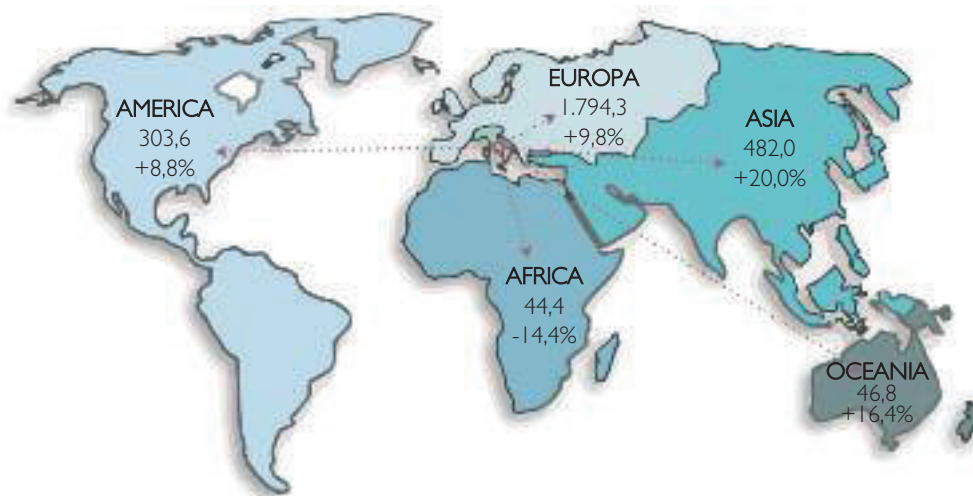 AMERICA
303,6
+8,8%
EUROPA
1.794,3
+9,8%
ASIA
482,0
+20,0%
AFRICA
44,4
-14,4%
OCEANIA
46,8
+16,4%